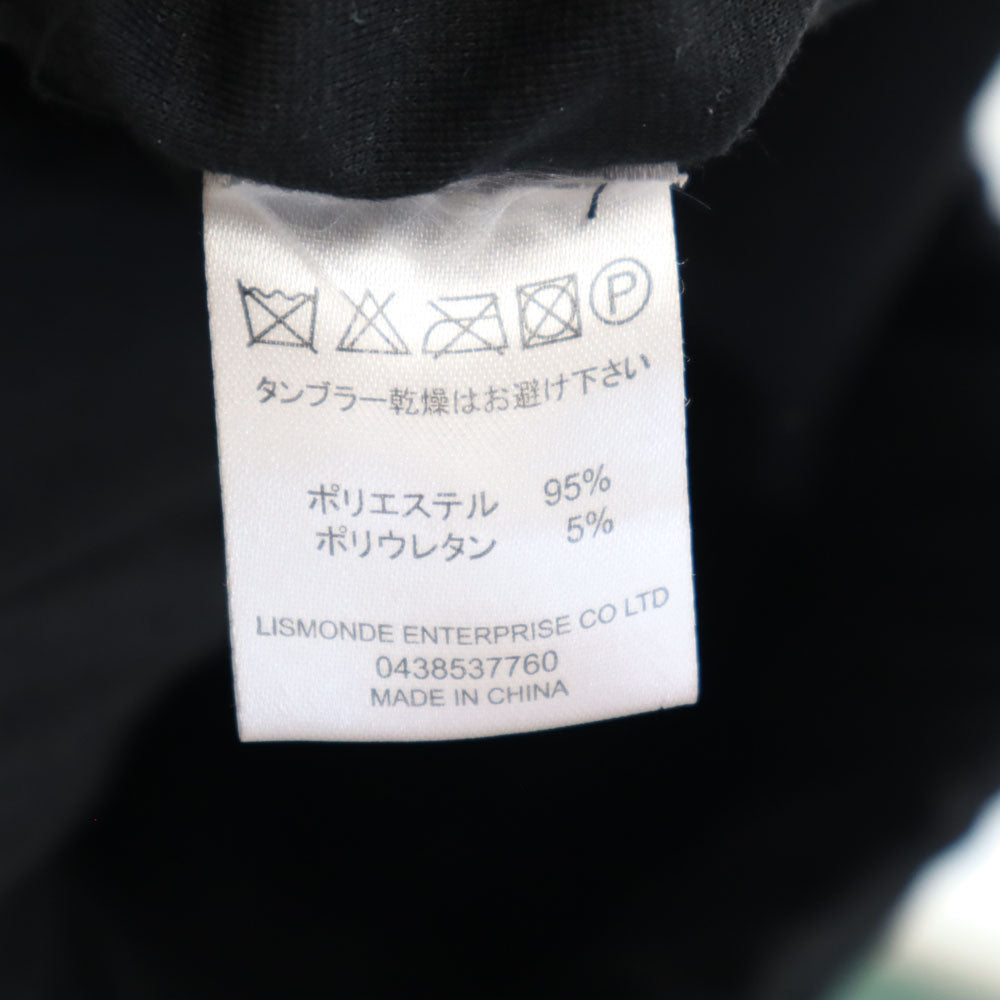 P
タンブラー乾燥はお避け下さい
ポリエステル 95%
ポリウレタン 5%
LISMONDE ENTERPRISE CO LTD
0438537760
MADE IN CHINA